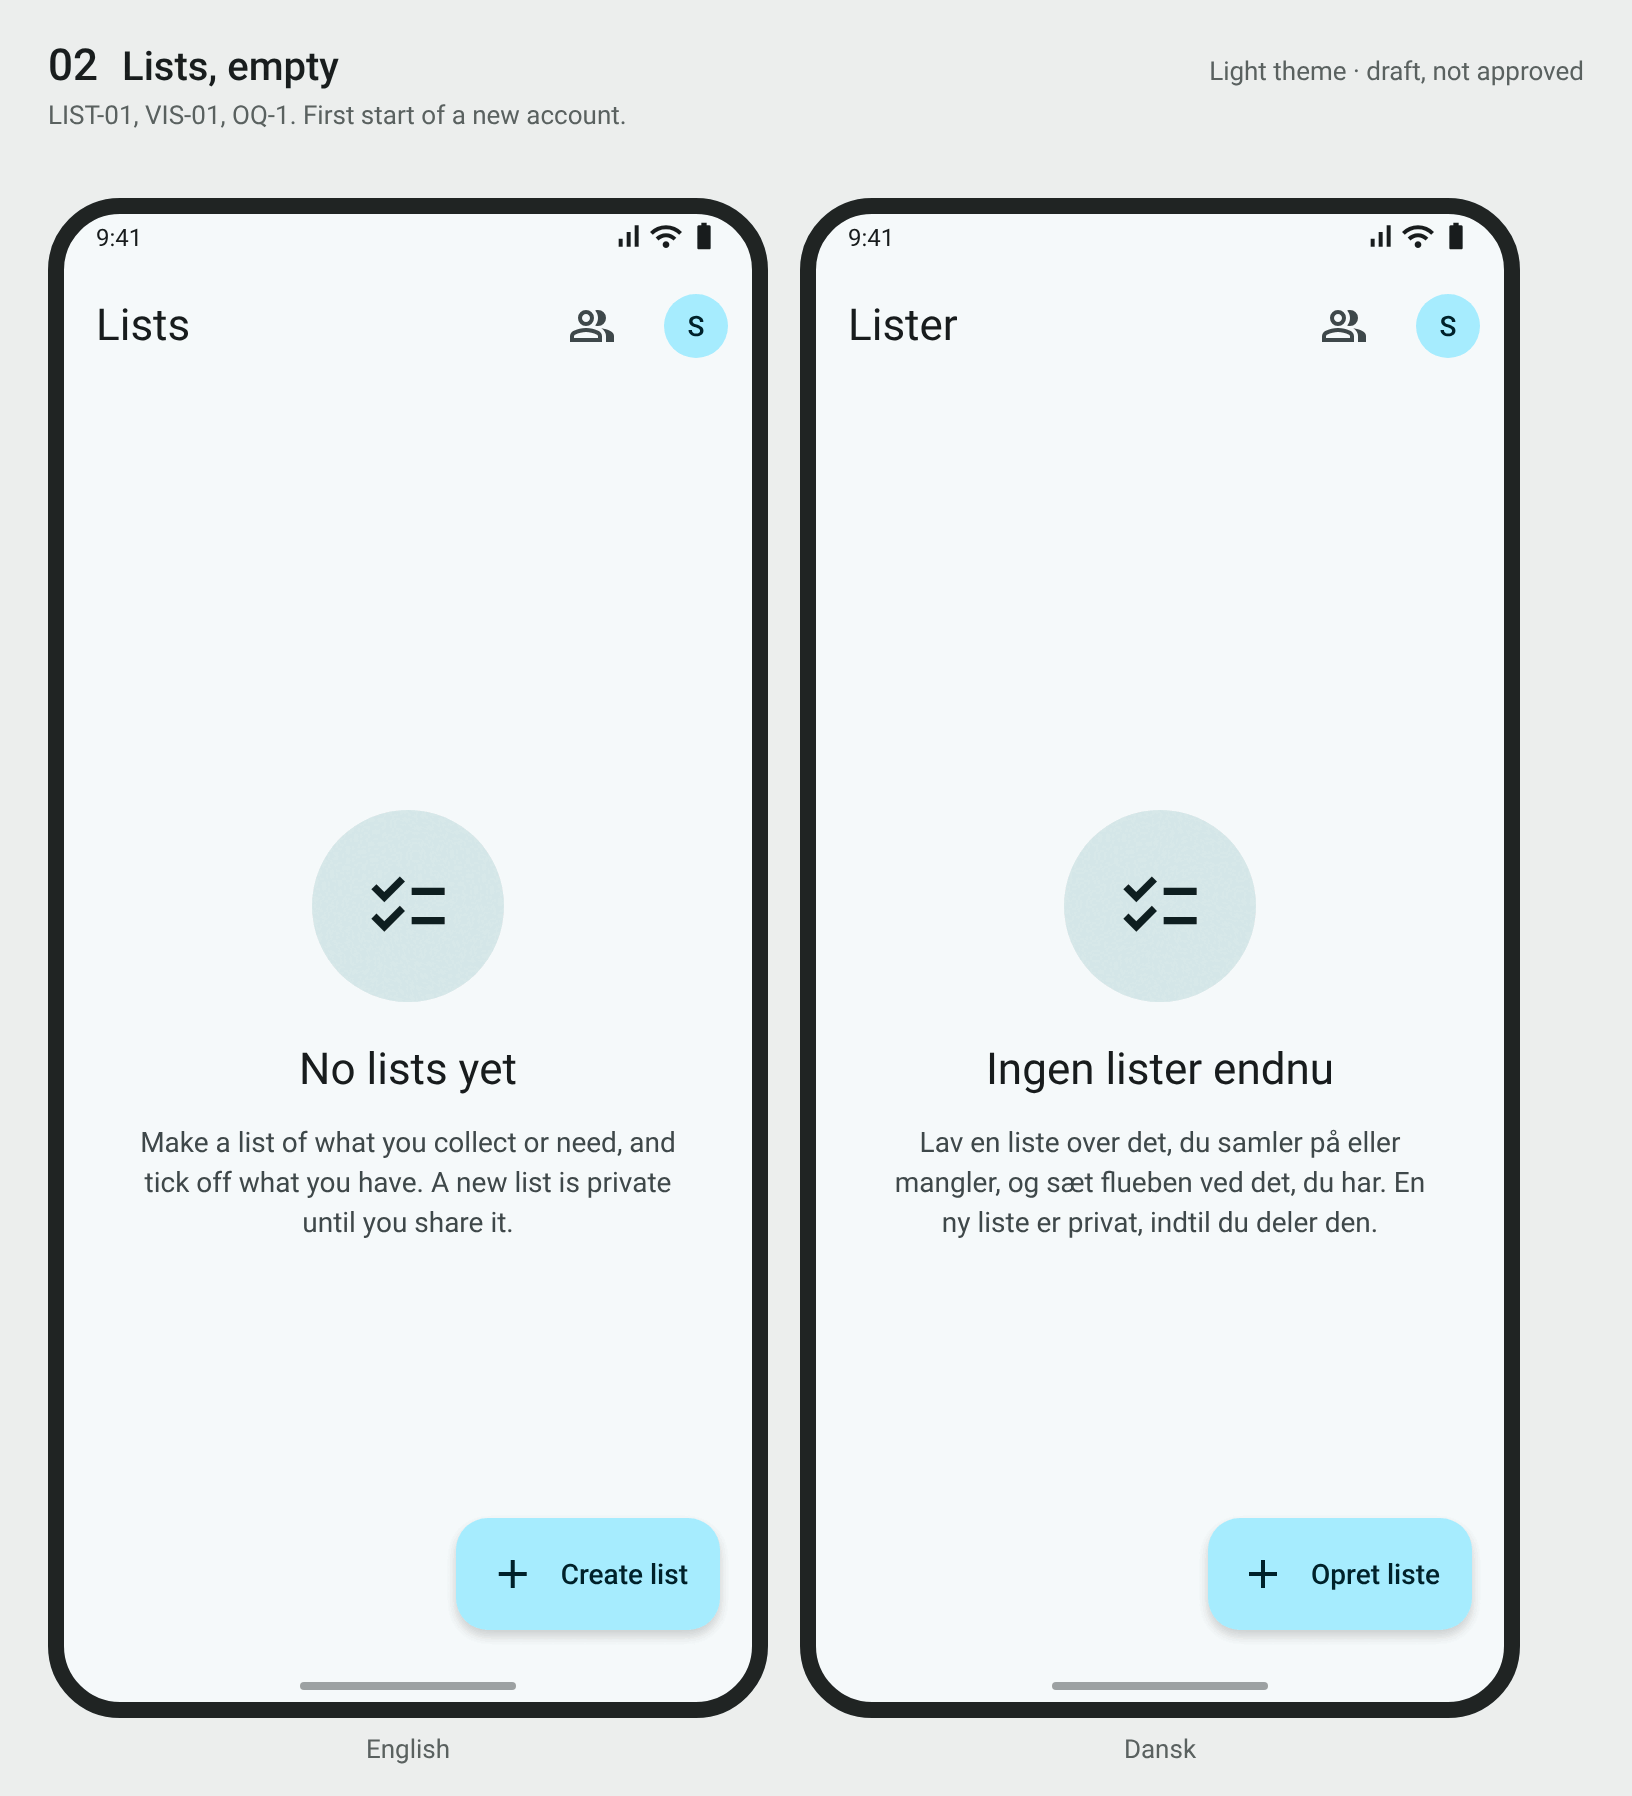 02 Lists, empty
Light theme · draft, not approved
LIST-01, VIS-01, OQ-1. First start of a new account.
9:41
Lists
S
No lists yet
Make a list of what you collect or need, and
tick off what you have. A new list is private
until you share it.
Create list
English
9:41
Lister
S
Ingen lister endnu
Lav en liste over det, du samler på eller
mangler, og sæt flueben ved det, du har. En
ny liste er privat, indtil du deler den.
Opret liste
Dansk